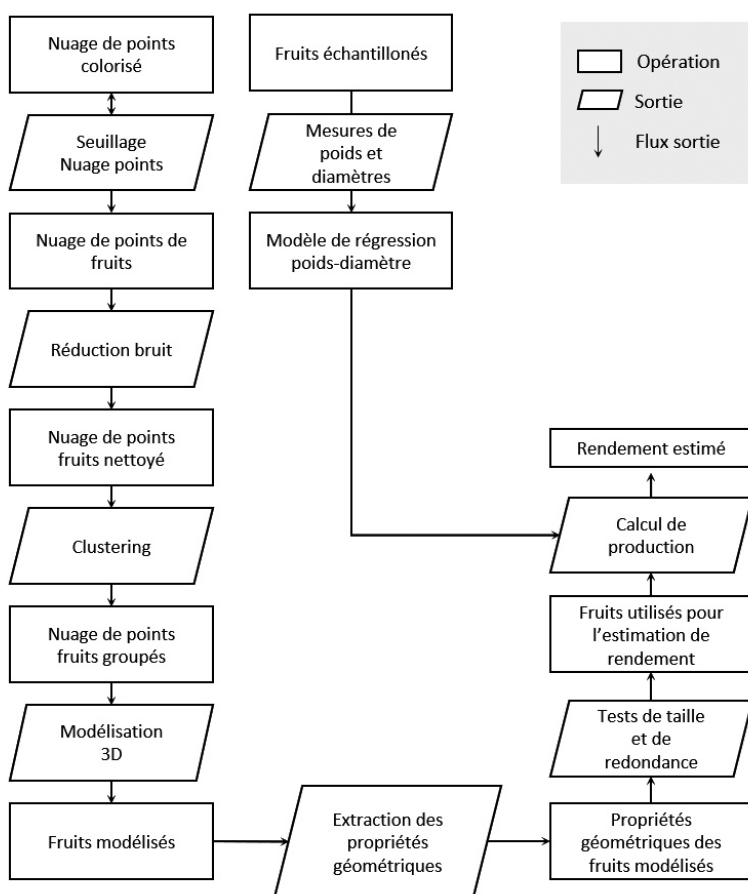 Nuage de points
colorisé
Seuillage
Nuage points
Nuage de points de
fruits
Réduction bruit
Nuage de points
fruits nettoyé
Clustering
Nuage de points
fruits groupés
Modélisation
3D
Fruits modélisés
Fruits échantillonés
Mesures de
poids et
diamètres
Modèle de régression
poids-diamètre
Extraction des
propriétés
géométriques
Opération
Sortie
Flux sortie
Rendement estimé
Calcul de
production
Fruits utilisés pour
l'estimation de
rendement
Tests de taille
et de
redondance
Propriétés
géométriques des
fruits modélisés